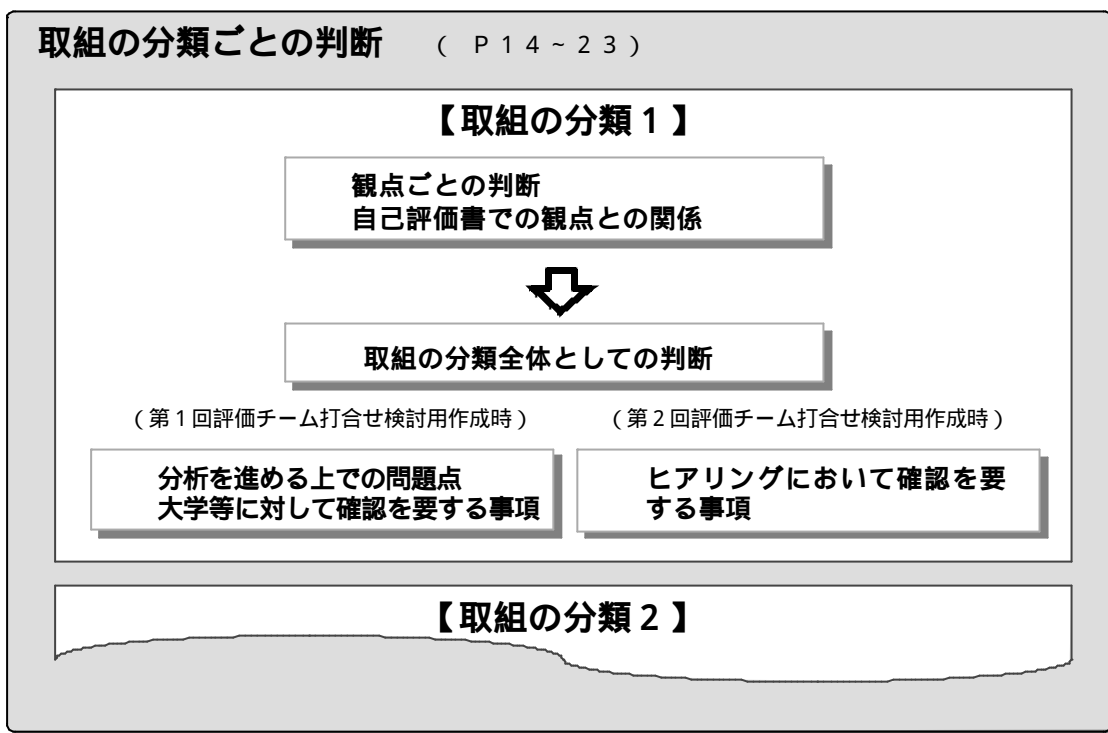 取組の分類ごとの判断 （Ｐ１４～２３）
【取組の分類１】
観点ごとの判断
自己評価書での観点との関係
取組の分類全体としての判断
（第１回評価チーム打合せ検討用作成時）
（第２回評価チーム打合せ検討用作成時）
分析を進める上での問題点
大学等に対して確認を要する事項
ヒアリングにおいて確認を要
する事項
【取組の分類２】